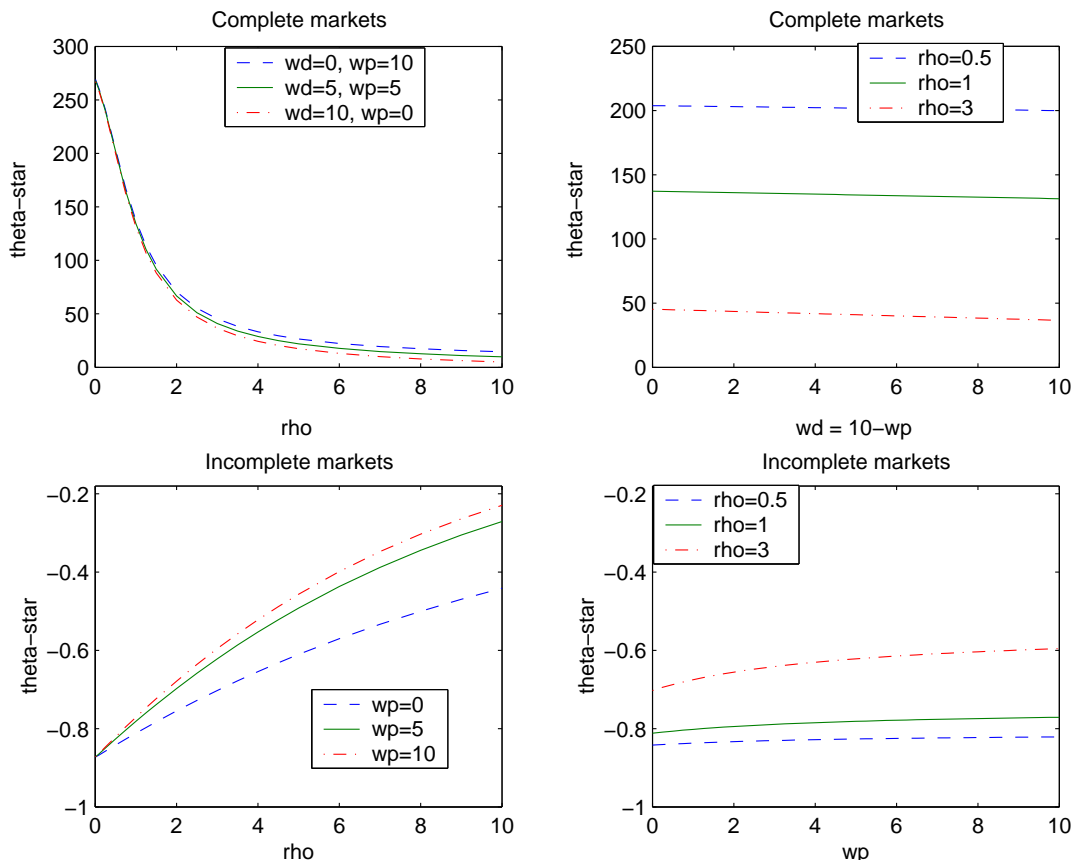 Complete markets
300
250
200
150
100
50
0
theta−star
wd=0, wp=10
wd=5, wp=5
wd=10, wp=0
0 2 4 6 8 10
rho
Complete markets
250
200
150
100
50
0
theta−star
rho=0.5
rho=1
rho=3
0 2 4 6 8 10
wd = 10−wp
Incomplete markets
−0.2
−0.4
−0.6
−0.8
−1
theta−star
wp=0
wp=5
wp=10
0 2 4 6 8 10
rho
Incomplete markets
−0.2
−0.4
−0.6
−0.8
−1
theta−star
rho=0.5
rho=1
rho=3
0 2 4 6 8 10
wp